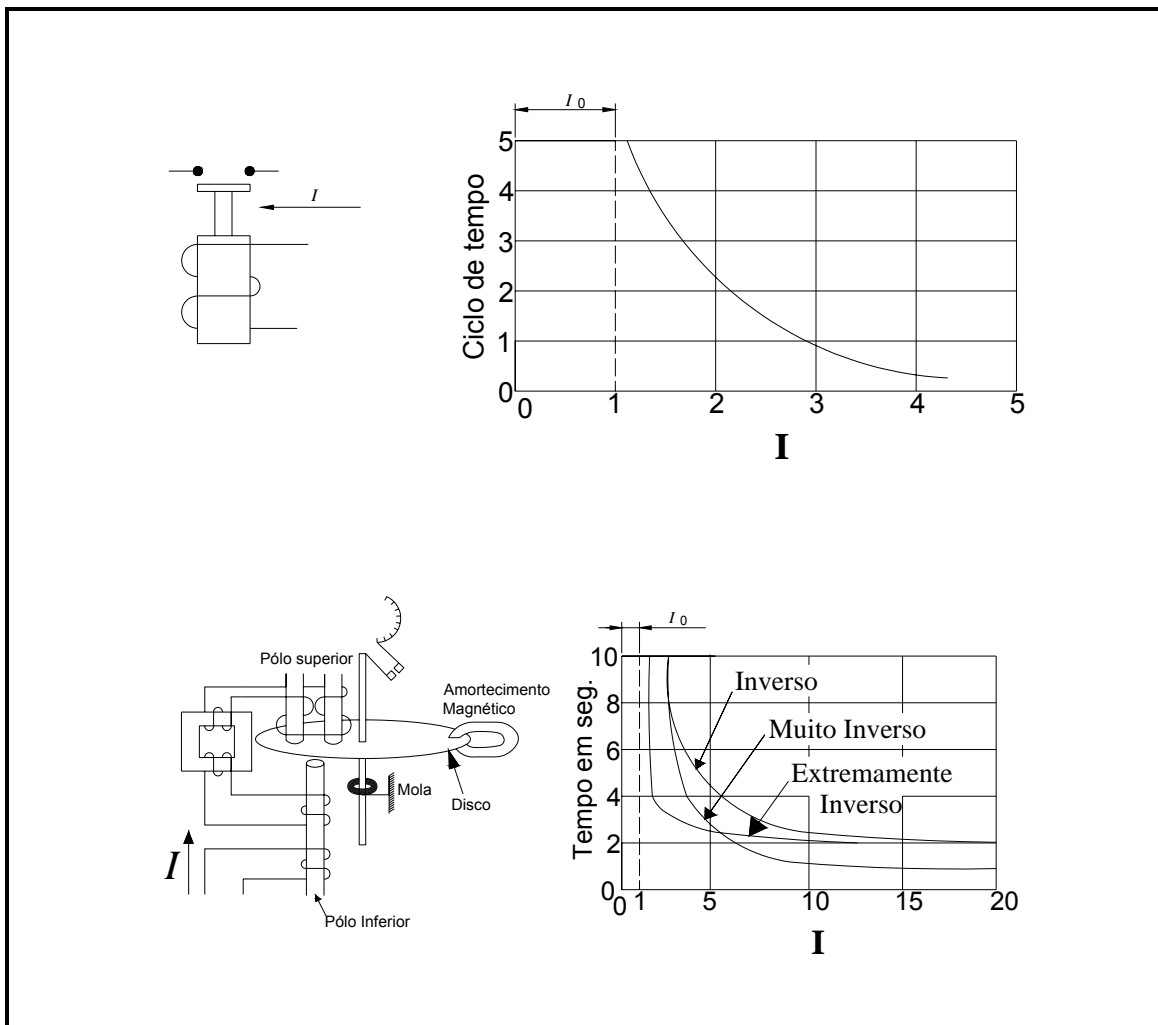 I 0
I
Ciclo de tempo
5
4
3
2
1
0
0 1 2 3 4 5
I
Pólo superior
Amortecimento
Magnético
Mola
Disco
I
Pólo Inferior
I 0
Tempo em seg.
10
8
6
4
2
0
Inverso
Muito Inverso
Extremamente
Inverso
0 1 5 10 15 20
I